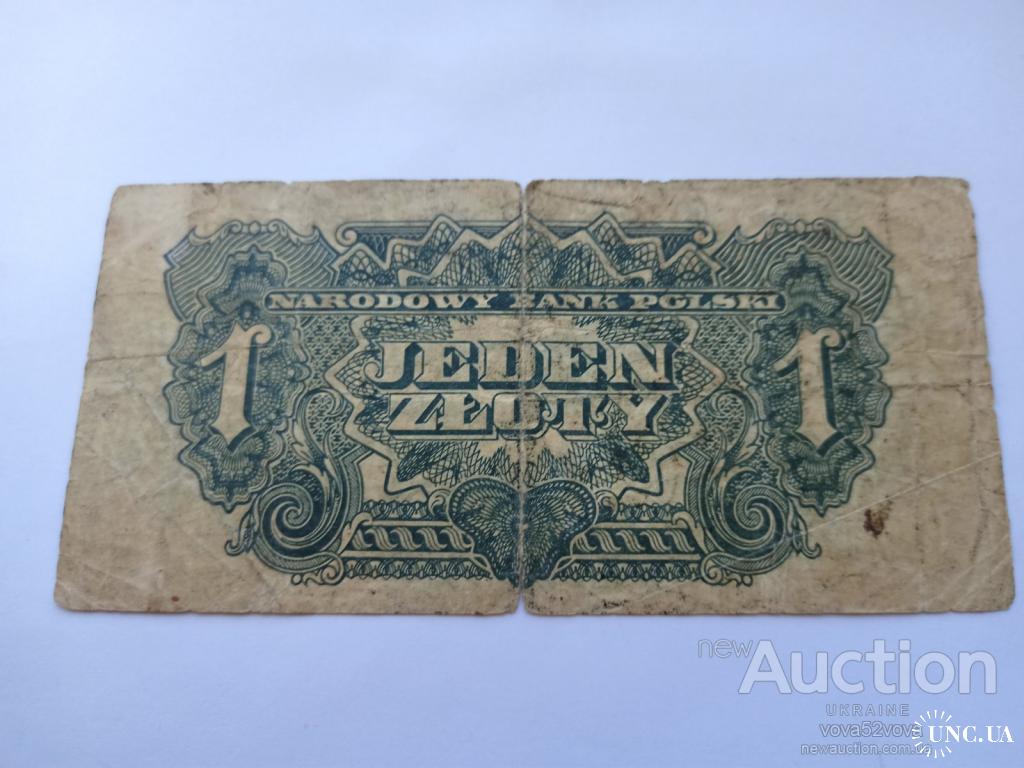 NARODOWY BANK POLSKI
1 JEDEN 1
ZŁOTY
new Auction
UKRAINE
vova52vova
newauction.com.ua
UNC.UA